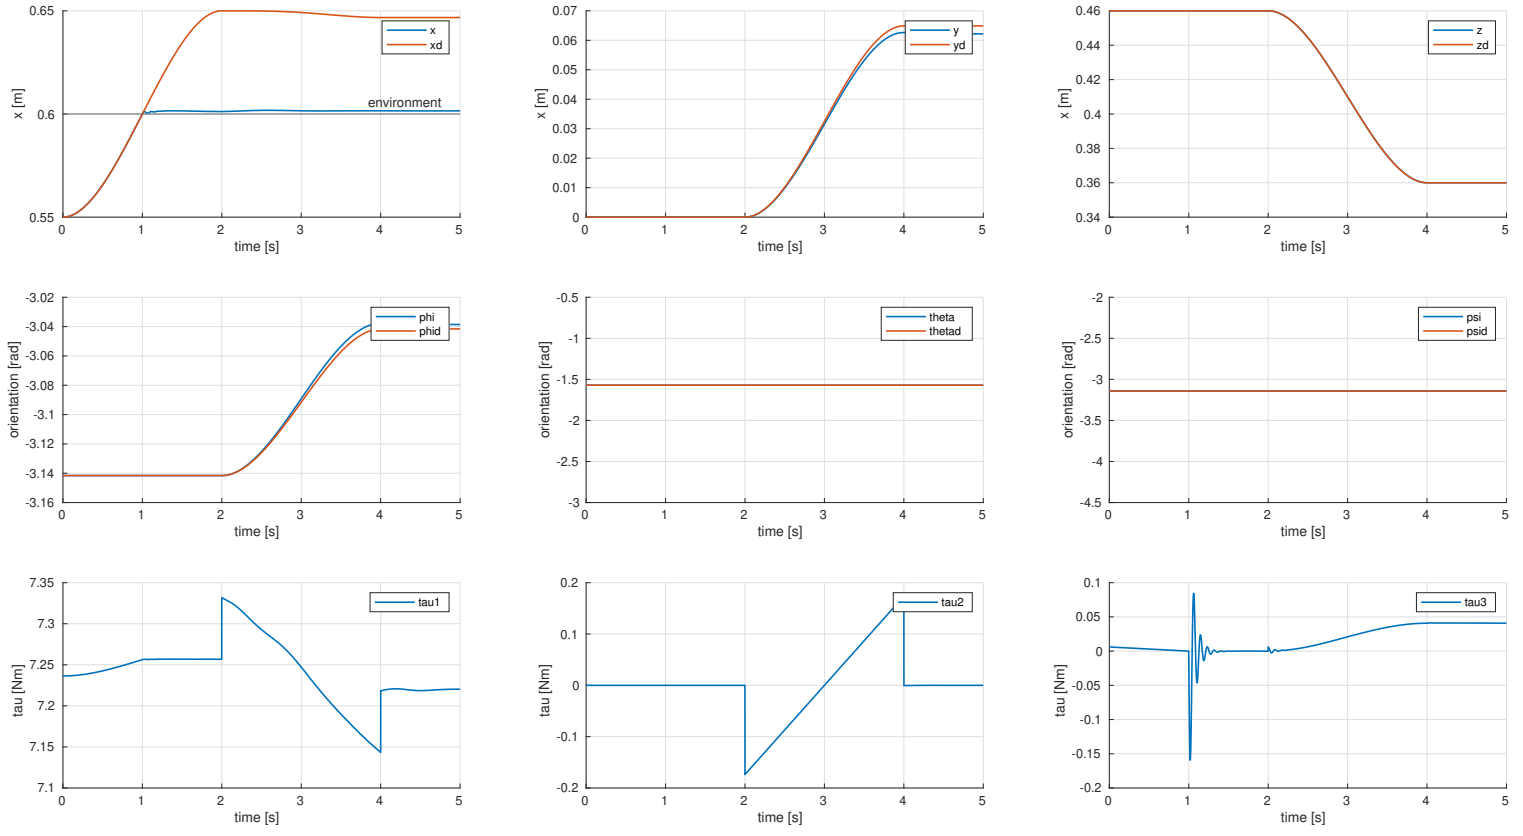 0.65
x
xd
environment
0.6
0.55
x [m]
0 1 2 3 4 5
time [s]
0.07
y
yd
0.06
0.05
0.04
0.03
0.02
0.01
0
x [m]
0 1 2 3 4 5
time [s]
0.46
z
zd
0.44
0.42
0.4
0.38
0.36
0.34
x [m]
0 1 2 3 4 5
time [s]
-3.02
phi
phid
-3.04
-3.06
-3.08
-3.1
-3.12
-3.14
-3.16
orientation [rad]
0 1 2 3 4 5
time [s]
-0.5
theta
thetad
-1
-1.5
-2
-2.5
-3
orientation [rad]
0 1 2 3 4 5
time [s]
-2
psi
psid
-2.5
-3
-3.5
-4
-4.5
orientation [rad]
0 1 2 3 4 5
time [s]
7.35
tau1
7.3
7.25
7.2
7.15
7.1
tau [Nm]
0 1 2 3 4 5
time [s]
0.2
tau2
0.1
0
-0.1
-0.2
tau [Nm]
0 1 2 3 4 5
time [s]
0.1
tau3
0.05
0
-0.05
-0.1
-0.15
-0.2
tau [Nm]
0 1 2 3 4 5
time [s]